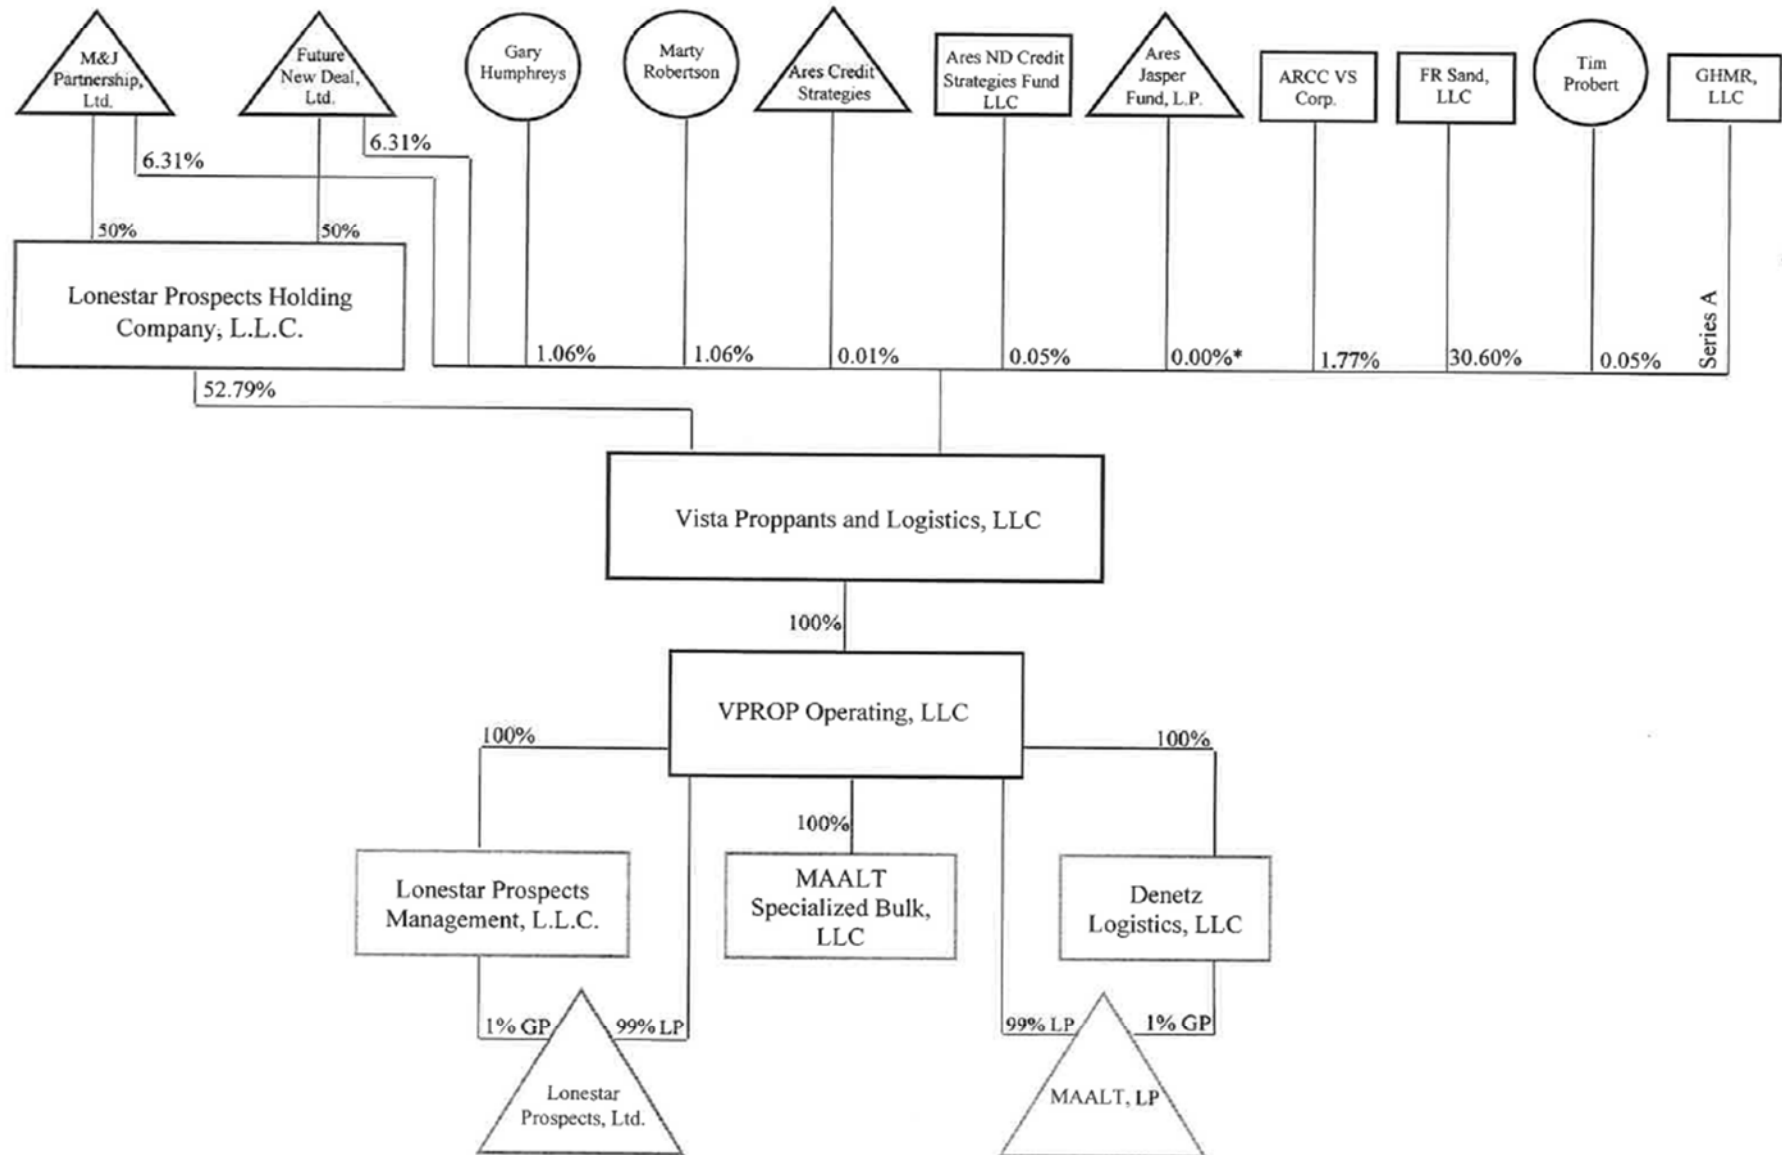 M&J
Partnership,
Ltd.
Future
New Deal,
Ltd.
Gary
Humphreys
Marty
Robertson
Ares Credit
Strategies
Ares ND Credit
Strategies Fund
LLC
Ares
Jasper
Fund, L.P.
ARCC VS
Corp.
FR Sand,
LLC
Tim
Probert
GHMR,
LLC
6.31%
6.31%
50%
50%
Lonestar Prospects Holding
Company, L.L.C.
1.06%
1.06%
0.01%
0.05%
0.00%*
1.77%
30.60%
0.05%
Series A
52.79%
Vista Proppants and Logistics, LLC
100%
VPROP Operating, LLC
100%
100%
100%
Lonestar Prospects
Management, L.L.C.
MAALT
Specialized Bulk,
LLC
Denetz
Logistics, LLC
1% GP
99% LP
99% LP
1% GP
Lonestar
Prospects, Ltd.
MAALT, LP